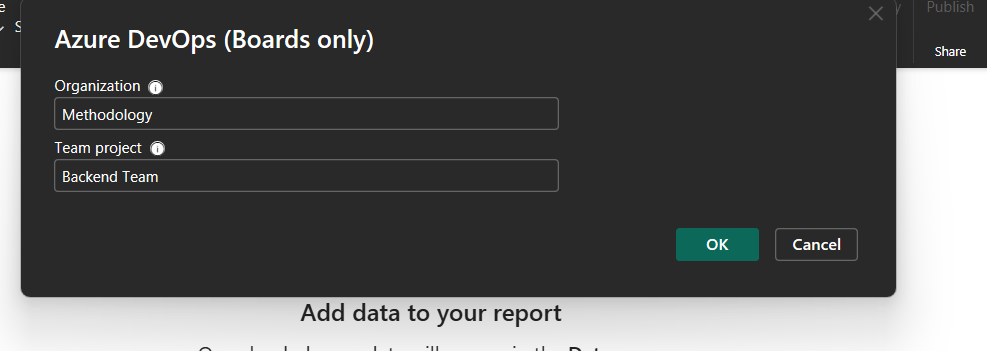 Publish
Share
Azure DevOps (Boards only)
Organization
Methodology
Team project
Backend Team
OK
Cancel
Add data to your report